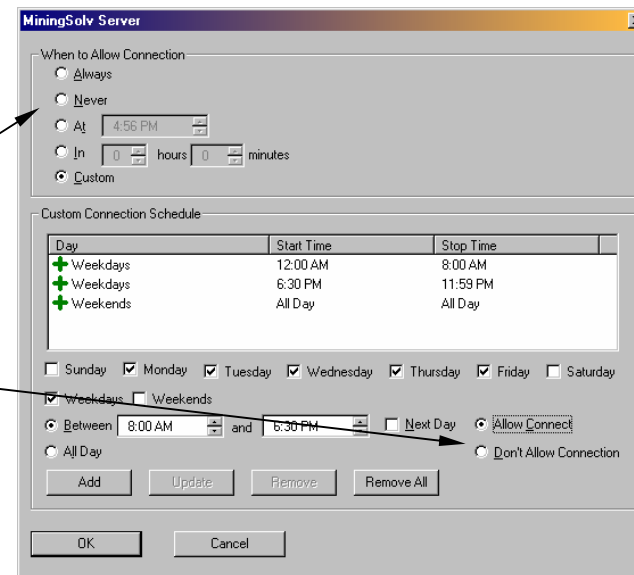 MiningSolv Server
When to Allow Connection
Always
Never
At 4:56 PM
In 0 hours 0 minutes
Custom
Custom Connection Schedule
Day Start Time Stop Time
Weekdays 12:00 AM 8:00 AM
Weekdays 6:30 PM 11:59 PM
Weekends All Day All Day
Sunday Monday Tuesday Wednesday Thursday Friday Saturday
Weekdays Weekends
Between 8:00 AM and 6:30 PM Next Day Allow Connect
All Day Don't Allow Connection
Add Update Remove Remove All
OK Cancel